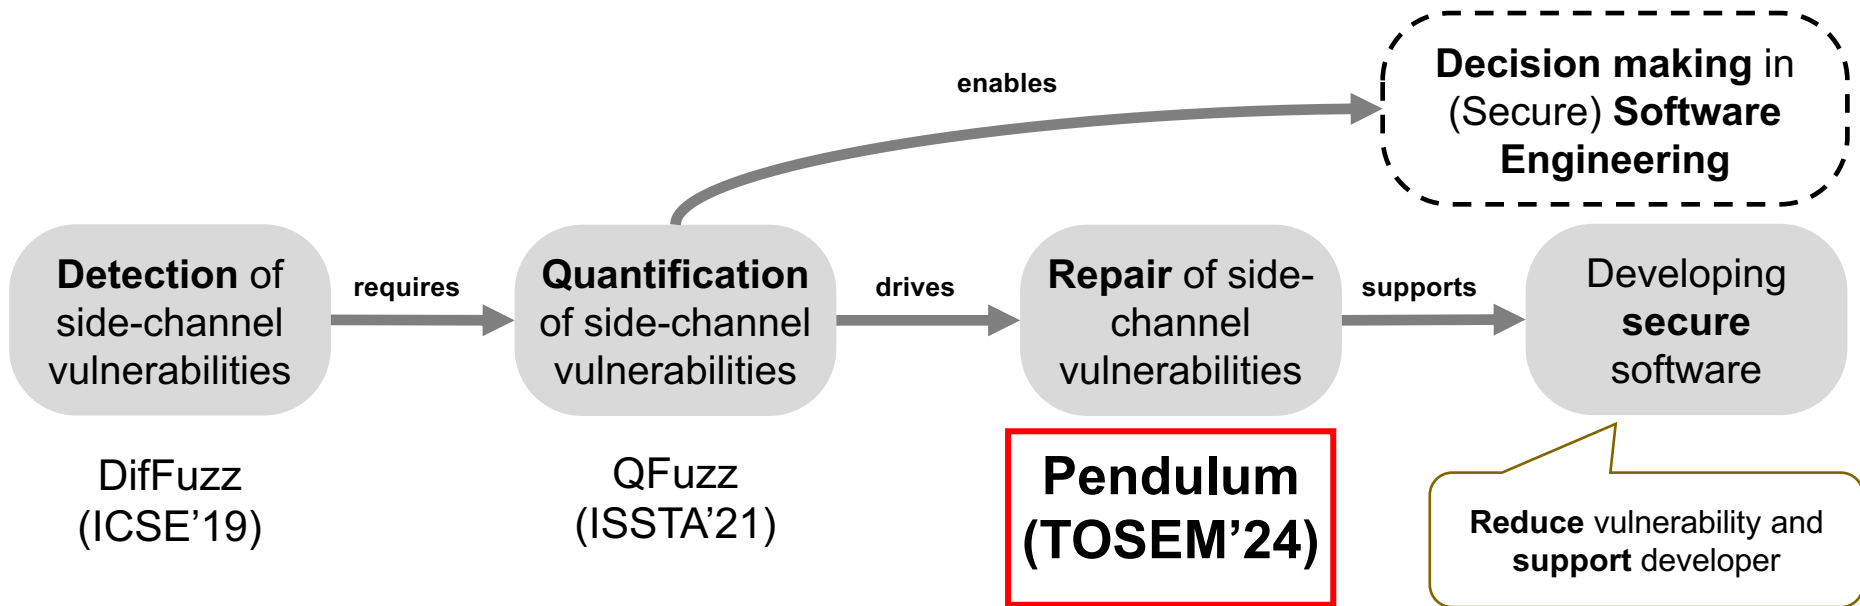 enables
Decision making in
(Secure) Software
Engineering
Detection of
side-channel
vulnerabilities
requires
Quantification
of side-channel
vulnerabilities
drives
Repair of side-
channel
vulnerabilities
supports
Developing
secure
software
DifFuzz
(ICSE’19)
QFuzz
(ISSTA’21)
Pendulum
(TOSEM’24)
Reduce vulnerability and
support developer